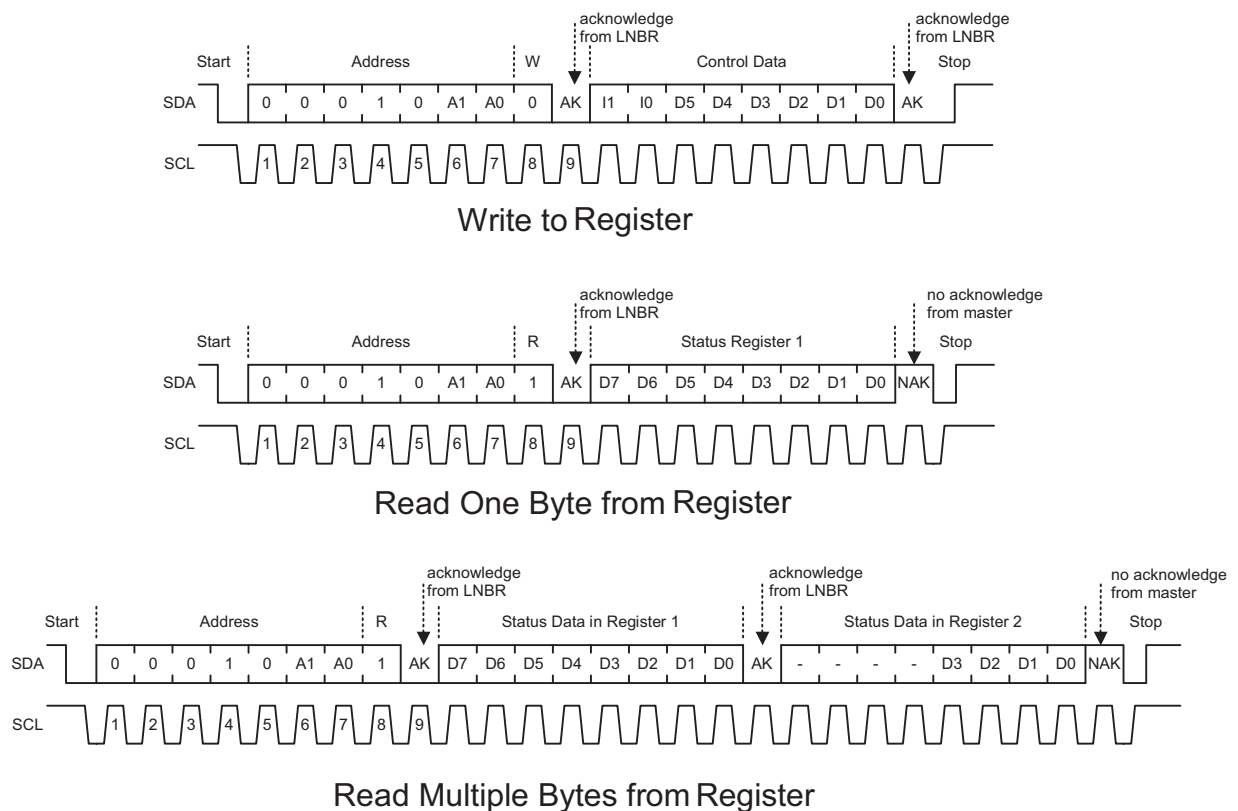 acknowledge
from LNBR
acknowledge
from LNBR
Start Address W Control Data Stop
SDA 0 0 0 1 0 A1 A0 0 AK I1 I0 D5 D4 D3 D2 D1 D0 AK
SCL 1 2 3 4 5 6 7 8 9
Write to Register
acknowledge
from LNBR
no acknowledge
from master
Start Address R Status Register 1 Stop
SDA 0 0 0 1 0 A1 A0 1 AK D7 D6 D5 D4 D3 D2 D1 D0 NAK
SCL 1 2 3 4 5 6 7 8 9
Read One Byte from Register
acknowledge
from LNBR
acknowledge
from LNBR
no acknowledge
from master
Start Address R Status Data in Register 1 Status Data in Register 2 Stop
SDA 0 0 0 1 0 A1 A0 1 AK D7 D6 D5 D4 D3 D2 D1 D0 AK - - - - D3 D2 D1 D0 NAK
SCL 1 2 3 4 5 6 7 8 9
Read Multiple Bytes from Register